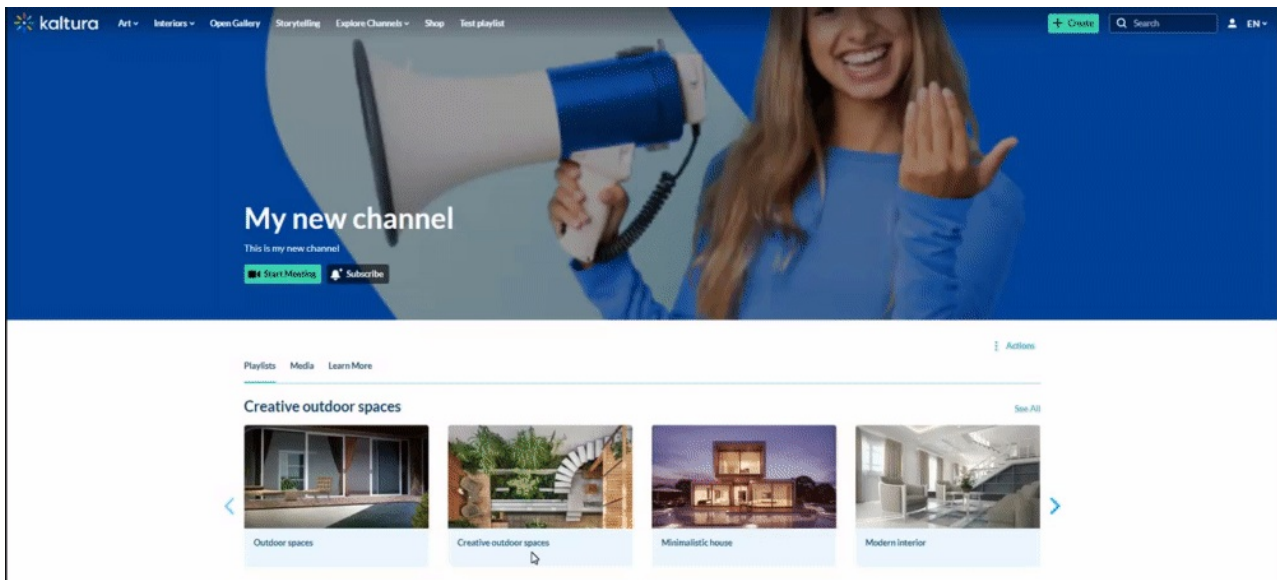 kaltura Art Interiors Open Gallery Storytelling Explore Channels Shop Test playlist + Create Search EN
My new channel
This is my new channel
Start Meeting Subscribe
Actions
Playlists Media Learn More
Creative outdoor spaces See All
Outdoor spaces Creative outdoor spaces Minimalistic house Modern interior